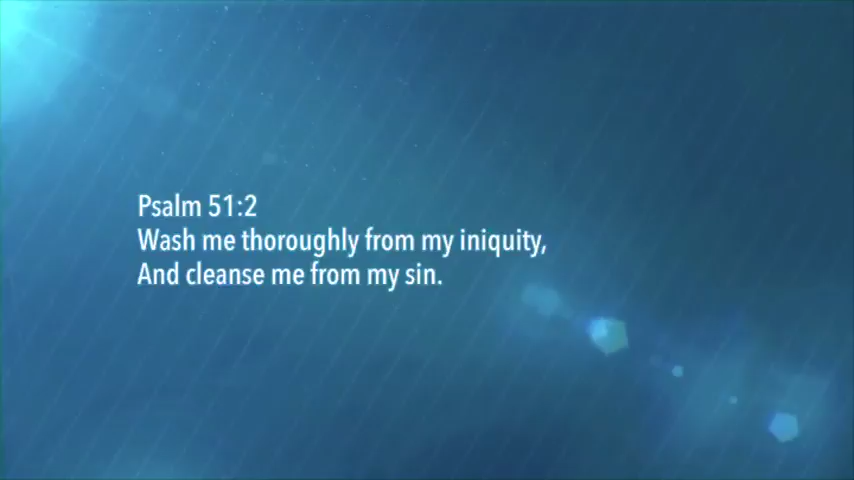 Psalm 51:2
Wash me thoroughly from my iniquity,
And cleanse me from my sin.